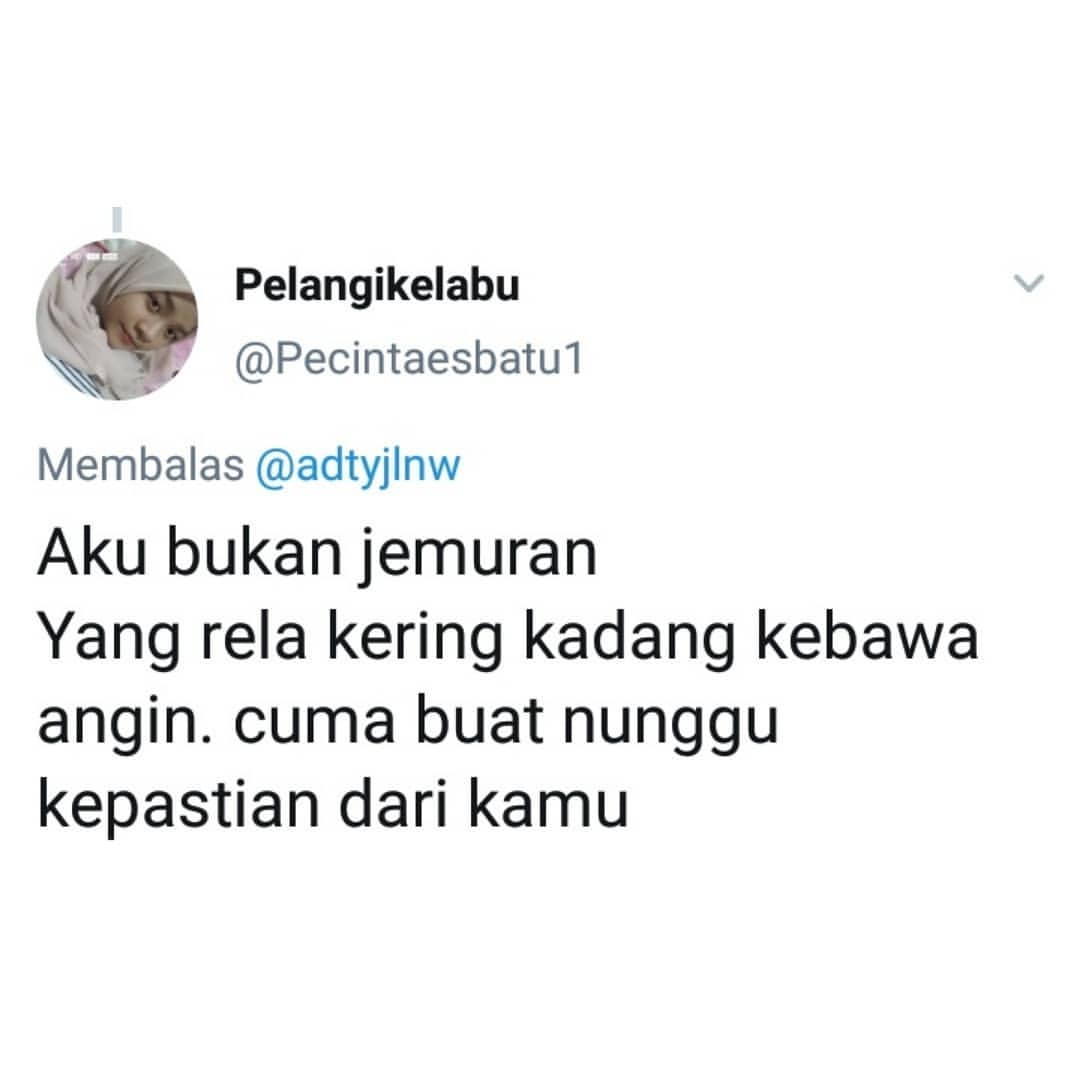 Pelangikelabu
@Pecintaesbatu1
Membalas @adtyjlnw
Aku bukan jemuran
Yang rela kering kadang kebawa
angin. cuma buat nunggu
kepastian dari kamu